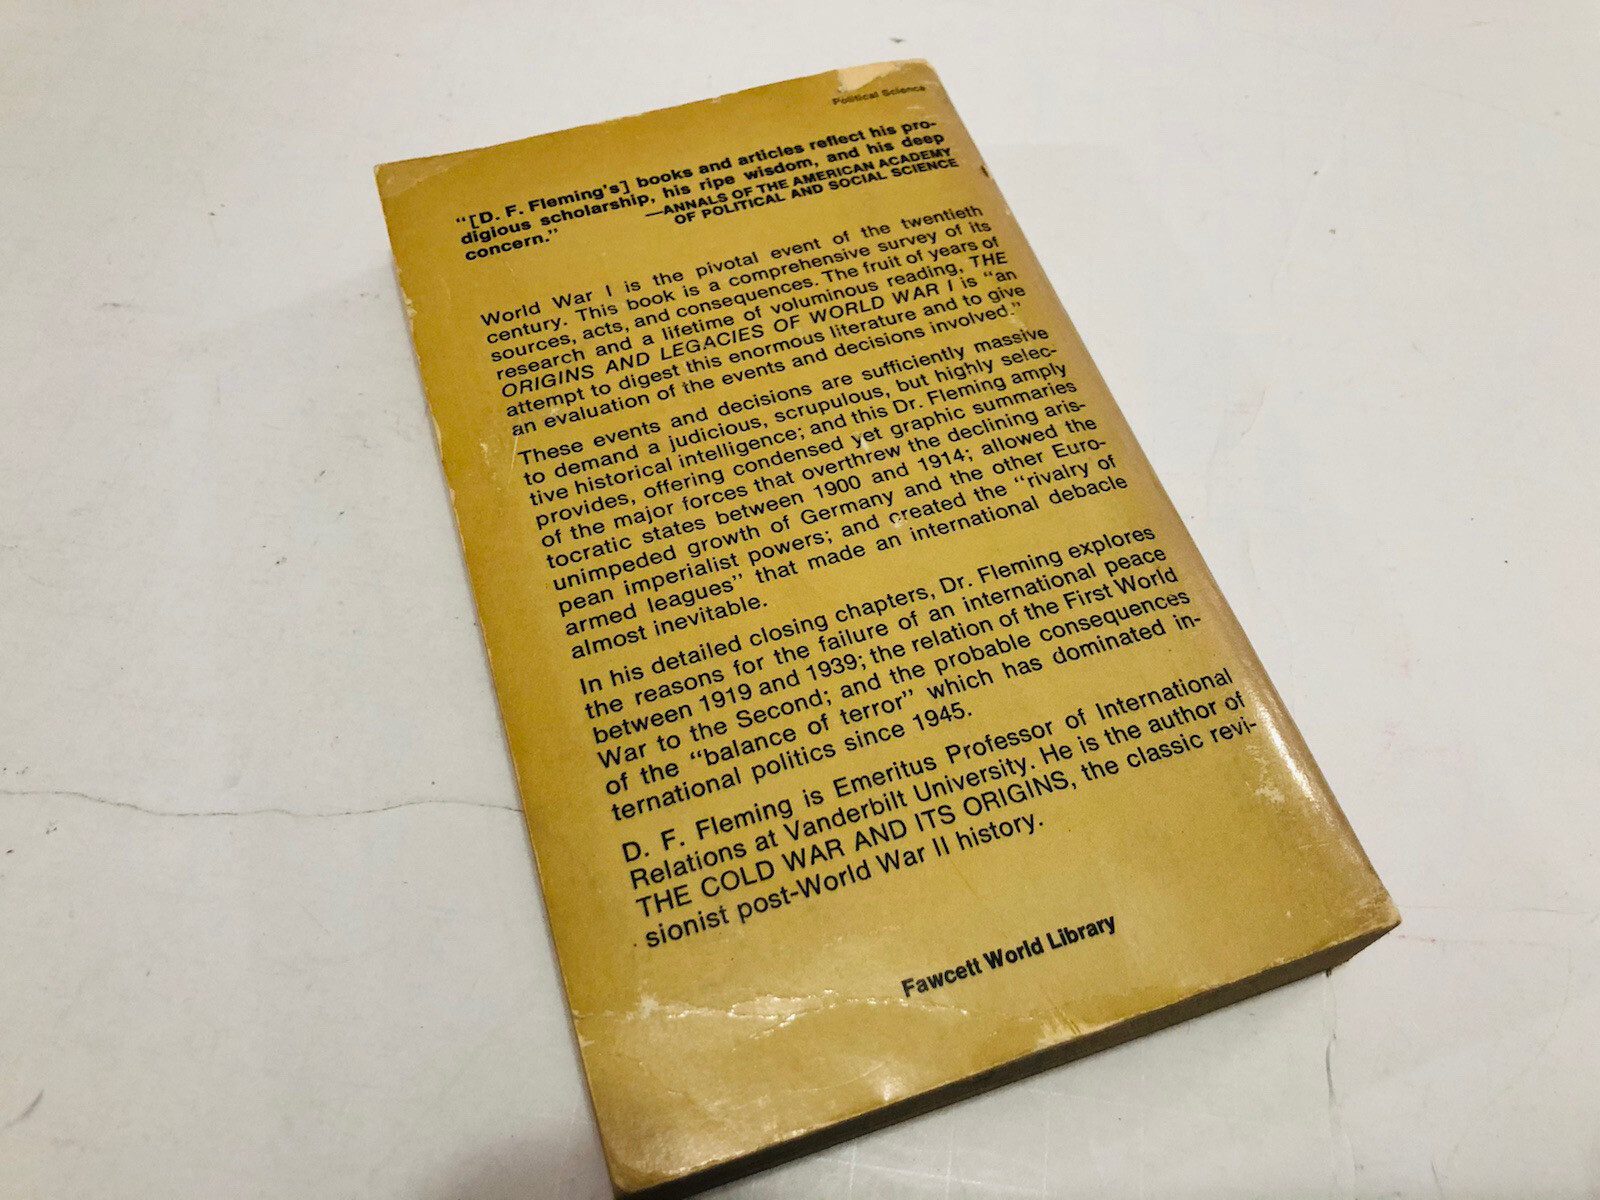 Political Science
"[D. F. Fleming's] books and articles reflect his pro-
digious scholarship, his ripe wisdom, and his deep
concern."
—ANNALS OF THE AMERICAN ACADEMY
OF POLITICAL AND SOCIAL SCIENCE
World War I is the pivotal event of the twentieth
century. This book is a comprehensive survey of its
sources, acts, and consequences. The fruit of years of
research and a lifetime of voluminous reading, THE
ORIGINS AND LEGACIES OF WORLD WAR I is "an
attempt to digest this enormous literature and to give
an evaluation of the events and decisions involved."
These events and decisions are sufficiently massive
to demand a judicious, scrupulous, but highly selec-
tive historical intelligence; and this Dr. Fleming amply
provides, offering condensed yet graphic summaries
of the major forces that overthrew the declining aris-
tocratic states between 1900 and 1914; allowed the
unimpeded growth of Germany and the other Euro-
pean imperialist powers; and created the "rivalry of
armed leagues" that made an international debacle
almost inevitable.
In his detailed closing chapters, Dr. Fleming explores
the reasons for the failure of an international peace
between 1919 and 1939; the relation of the First World
War to the Second; and the probable consequences
of the "balance of terror" which has dominated in-
ternational politics since 1945.
D. F. Fleming is Emeritus Professor of International
Relations at Vanderbilt University. He is the author of
THE COLD WAR AND ITS ORIGINS, the classic revi-
sionist post-World War II history.
Fawcett World Library